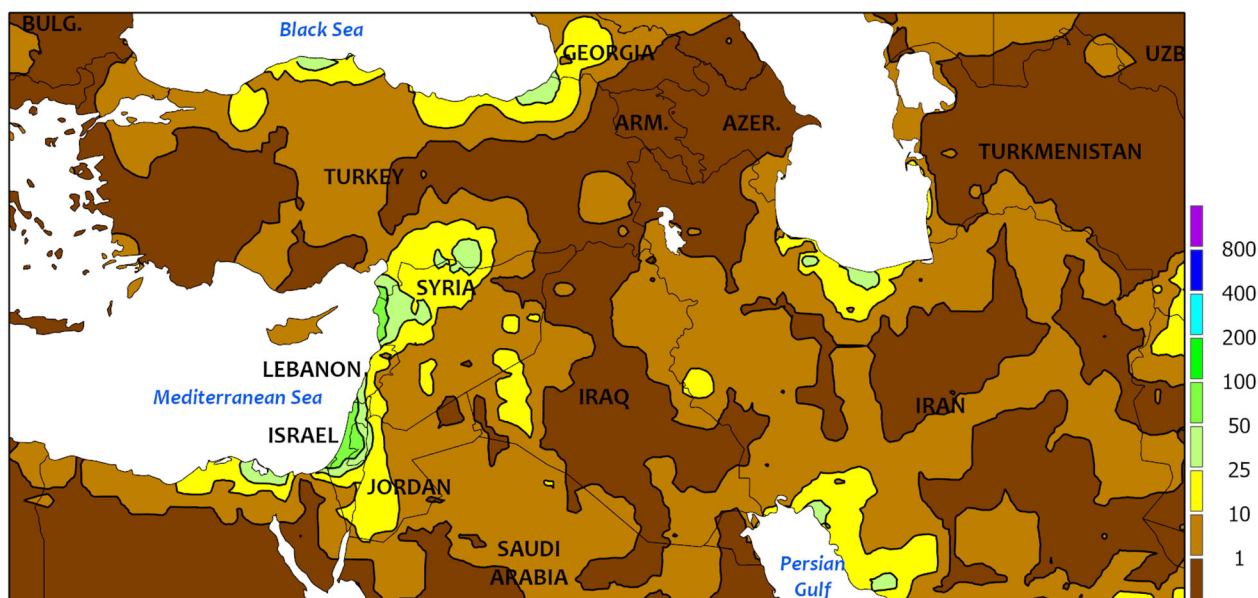 BULG.
Black Sea
GEORGIA
UZB
ARM.
AZER.
TURKMENISTAN
TURKEY
SYRIA
LEBANON
Mediterranean Sea
ISRAEL
IRAQ
IRAN
JORDAN
SAUDI
ARABIA
Persian
Gulf
800
400
200
100
50
25
10
1